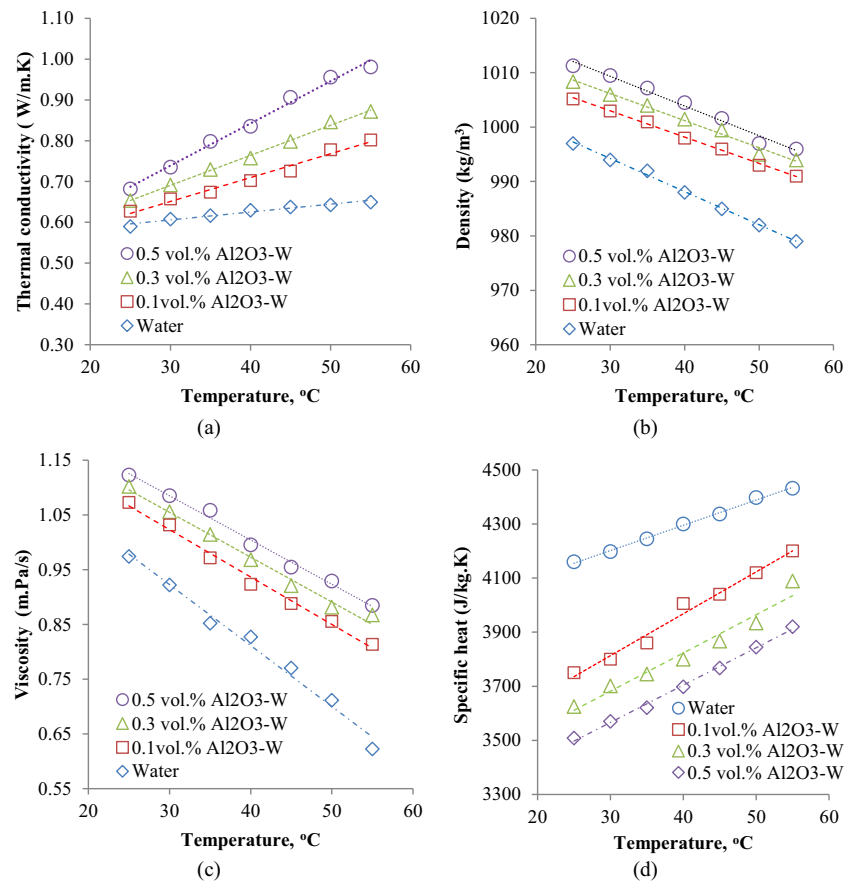 1.00
0.90
0.80
0.70
0.60
0.50
0.40
0.30
Thermal conductivity ( W/m.K)
0.5 vol.% Al2O3-W
0.3 vol.% Al2O3-W
0.1vol.% Al2O3-W
Water
20 30 40 50 60
Temperature, °C
(a)
1020
1010
1000
990
980
970
960
Density (kg/m³)
0.5 vol.% Al2O3-W
0.3 vol.% Al2O3-W
0.1vol.% Al2O3-W
Water
20 30 40 50 60
Temperature, °C
(b)
1.15
1.05
0.95
0.85
0.75
0.65
0.55
Viscosity (m.Pa/s)
0.5 vol.% Al2O3-W
0.3 vol.% Al2O3-W
0.1vol.% Al2O3-W
Water
20 30 40 50 60
Temperature, °C
(c)
4500
4300
4100
3900
3700
3500
3300
Specific heat (J/kg.K)
Water
0.1vol.% Al2O3-W
0.3 vol.% Al2O3-W
0.5 vol.% Al2O3-W
20 30 40 50 60
Temperature, °C
(d)